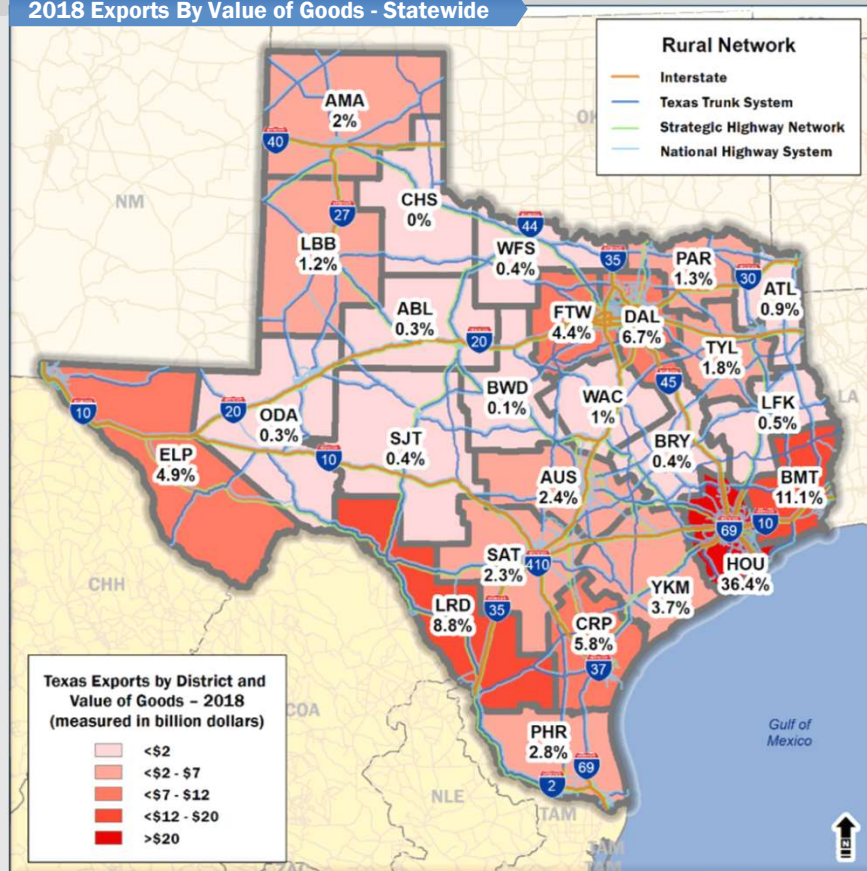 2018 Exports By Value of Goods - Statewide
Rural Network
Interstate
Texas Trunk System
Strategic Highway Network
National Highway System
AMA
2%
40
OK
NM
CHS
0%
27
44
LBB
1.2%
WFS
0.4%
35
PAR
1.3%
30
ATL
0.9%
ABL
0.3%
FTW
4.4%
DAL
6.7%
20
TYL
1.8%
45
BWD
0.1%
WAC
1%
LFK
0.5%
LA
10
20
ODA
0.3%
SJT
0.4%
BRY
0.4%
ELP
4.9%
10
AUS
2.4%
BMT
11.1%
69
10
HOU
36.4%
SAT
2.3%
410
CHH
YKM
3.7%
LRD
8.8%
35
CRP
5.8%
37
Texas Exports by District and
Value of Goods – 2018
(measured in billion dollars)
<$2
<$2 - $7
<$7 - $12
<$12 - $20
>$20
COA
PHR
2.8%
69
2
Gulf of
Mexico
NLE
TAM
N